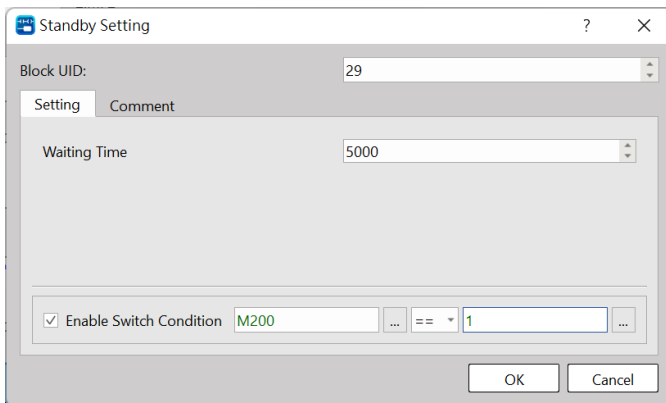 Standby Setting ? X
Block UID: 29
Setting Comment
Waiting Time 5000
Enable Switch Condition M200 ... == 1 ...
OK Cancel